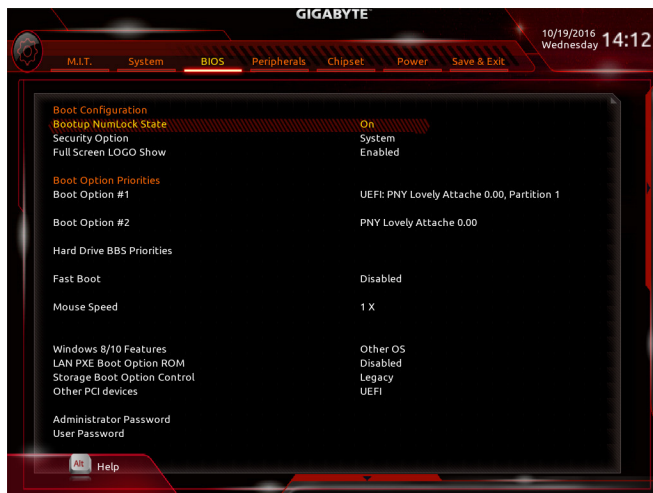 GIGABYTE™
10/19/2016
Wednesday 14:12
M.I.T. System BIOS Peripherals Chipset Power Save & Exit
Boot Configuration
Bootup NumLock State On
Security Option System
Full Screen LOGO Show Enabled
Boot Option Priorities
Boot Option #1 UEFI: PNY Lovely Attache 0.00, Partition 1
Boot Option #2 PNY Lovely Attache 0.00
Hard Drive BBS Priorities
Fast Boot Disabled
Mouse Speed 1 X
Windows 8/10 Features Other OS
LAN PXE Boot Option ROM Disabled
Storage Boot Option Control Legacy
Other PCI devices UEFI
Administrator Password
User Password
Alt Help